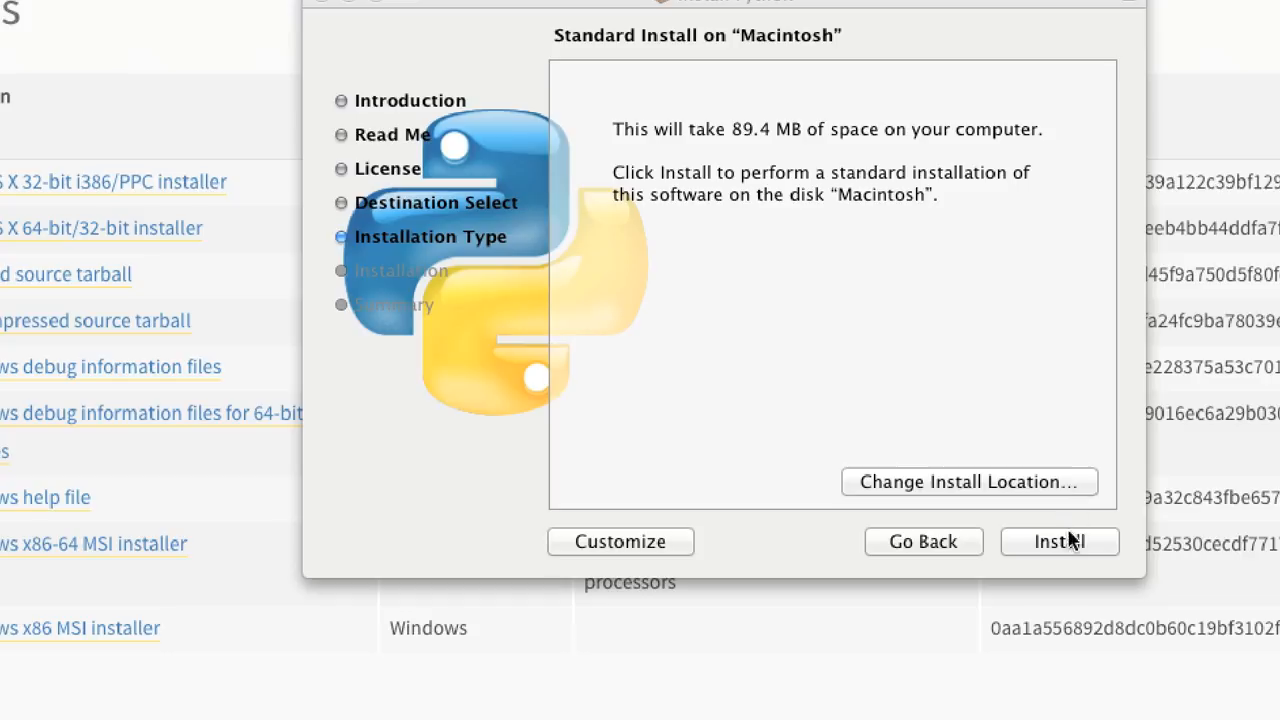 Standard Install on “Macintosh”
Introduction
Read Me
License
Destination Select
Installation Type
Installation
Summary
This will take 89.4 MB of space on your computer.
Click Install to perform a standard installation of
this software on the disk “Macintosh”.
Change Install Location...
Customize
Go Back
Install
n
S X 32-bit i386/PPC installer
39a122c39bf129
S X 64-bit/32-bit installer
eeb4bb44ddfa7f
d source tarball
45f9a750d5f80f
mpressed source tarball
fa24fc9ba78039e
ws debug information files
e228375a53c701
ws debug information files for 64-bit
s
9016ec6a29b030
ws help file
9a32c843fbe657
ws x86-64 MSI installer
processors
d52530cecdf771
ws x86 MSI installer
Windows
0aa1a556892d8dc0b60c19bf3102f